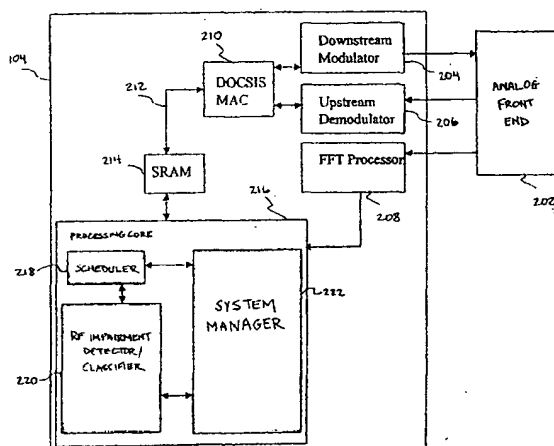 104
210
DOCSIS
MAC
Downstream
Modulator
204
ANALOG
FRONT
END
202
212
Upstream
Demodulator
206
214
SRAM
FFT Processor
208
216
PROCESSING CORE
218
SCHEDULER
SYSTEM
MANAGER
222
RF IMPAIRMENT
DETECTOR/
CLASSIFIER
220